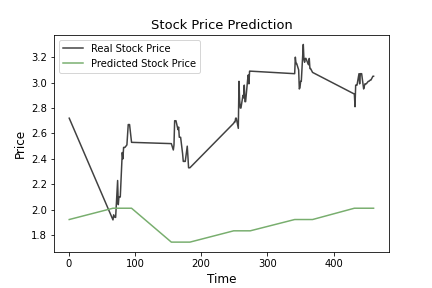 Stock Price Prediction
Real Stock Price
Predicted Stock Price
Price
3.2
3.0
2.8
2.6
2.4
2.2
2.0
1.8
0 100 200 300 400
Time